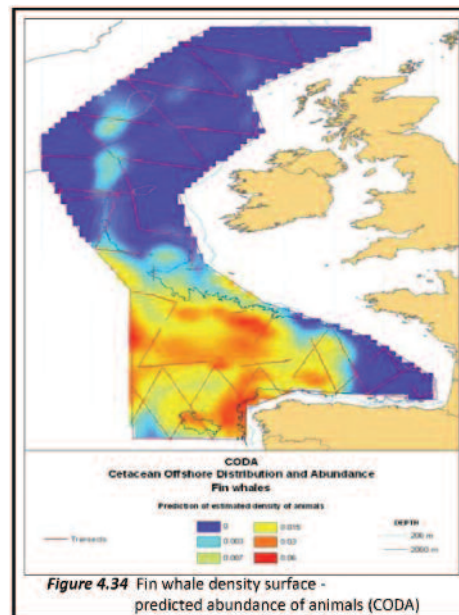 CODA
Cetacean Offshore Distribution and Abundance
Fin whales
Prediction of estimated density of animals
Transects
0
0.003
0.007
0.015
0.03
0.06
DEPTH
200 m
2000 m
Figure 4.34 Fin whale density surface -
predicted abundance of animals (CODA)